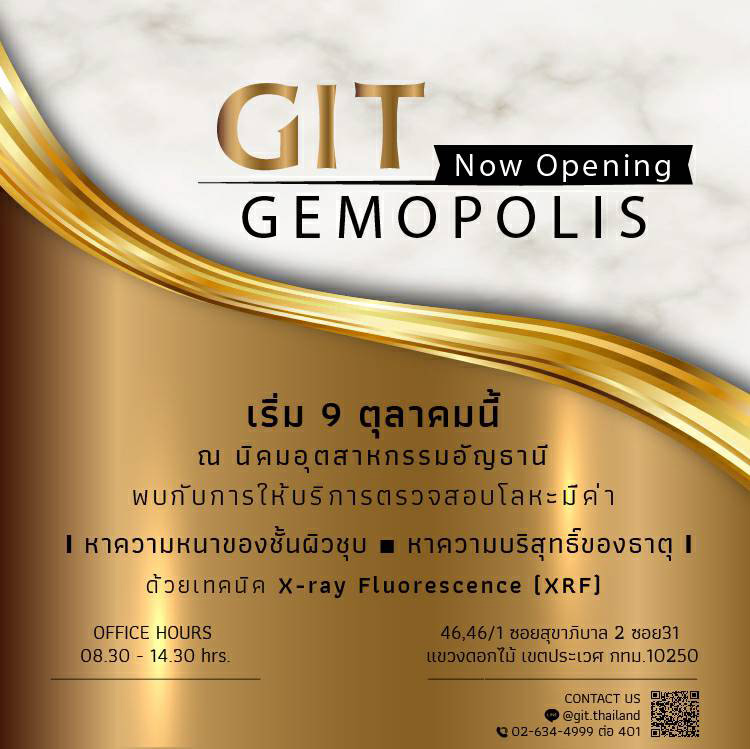 GIT
Now Opening
GEMOPOLIS
เริ่ม 9 ตุลาคมนี้
ณ นิคมอุตสาหกรรมอัญธานี
พบกับการให้บริการตรวจสอบโลหะมีค่า
I หาความหนาของชั้นผิวชุบ ■ หาความบริสุทธิ์ของธาตุ I
ด้วยเทคนิค X-ray Fluorescence (XRF)
OFFICE HOURS
08.30 - 14.30 hrs.
46,46/1 ซอยสุขาภิบาล 2 ซอย31
แขวงดอกไม้ เขตประเวศ กทม.10250
CONTACT US
@git.thailand
02-634-4999 ต่อ 401